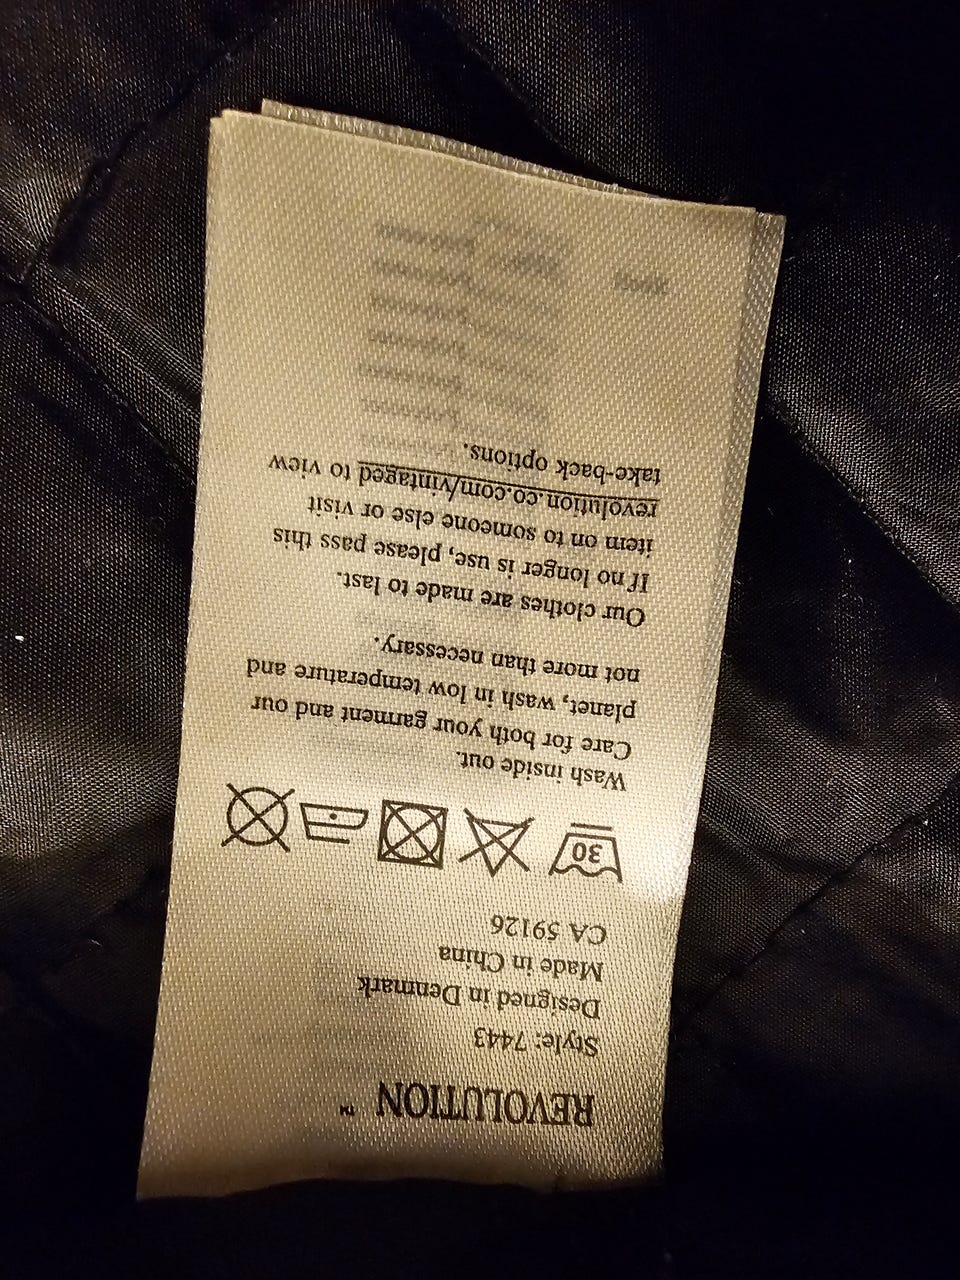 REVOLUTION ™
Style: 7443
Designed in Denmark
Made in China
CA 59126
30
Wash inside out.
Care for both your garment and our
planet, wash in low temperature and
not more than necessary.
Our clothes are made to last.
If no longer is use, please pass this
item on to someone else or visit
revolution.co.com/vintaged to view
take-back options.